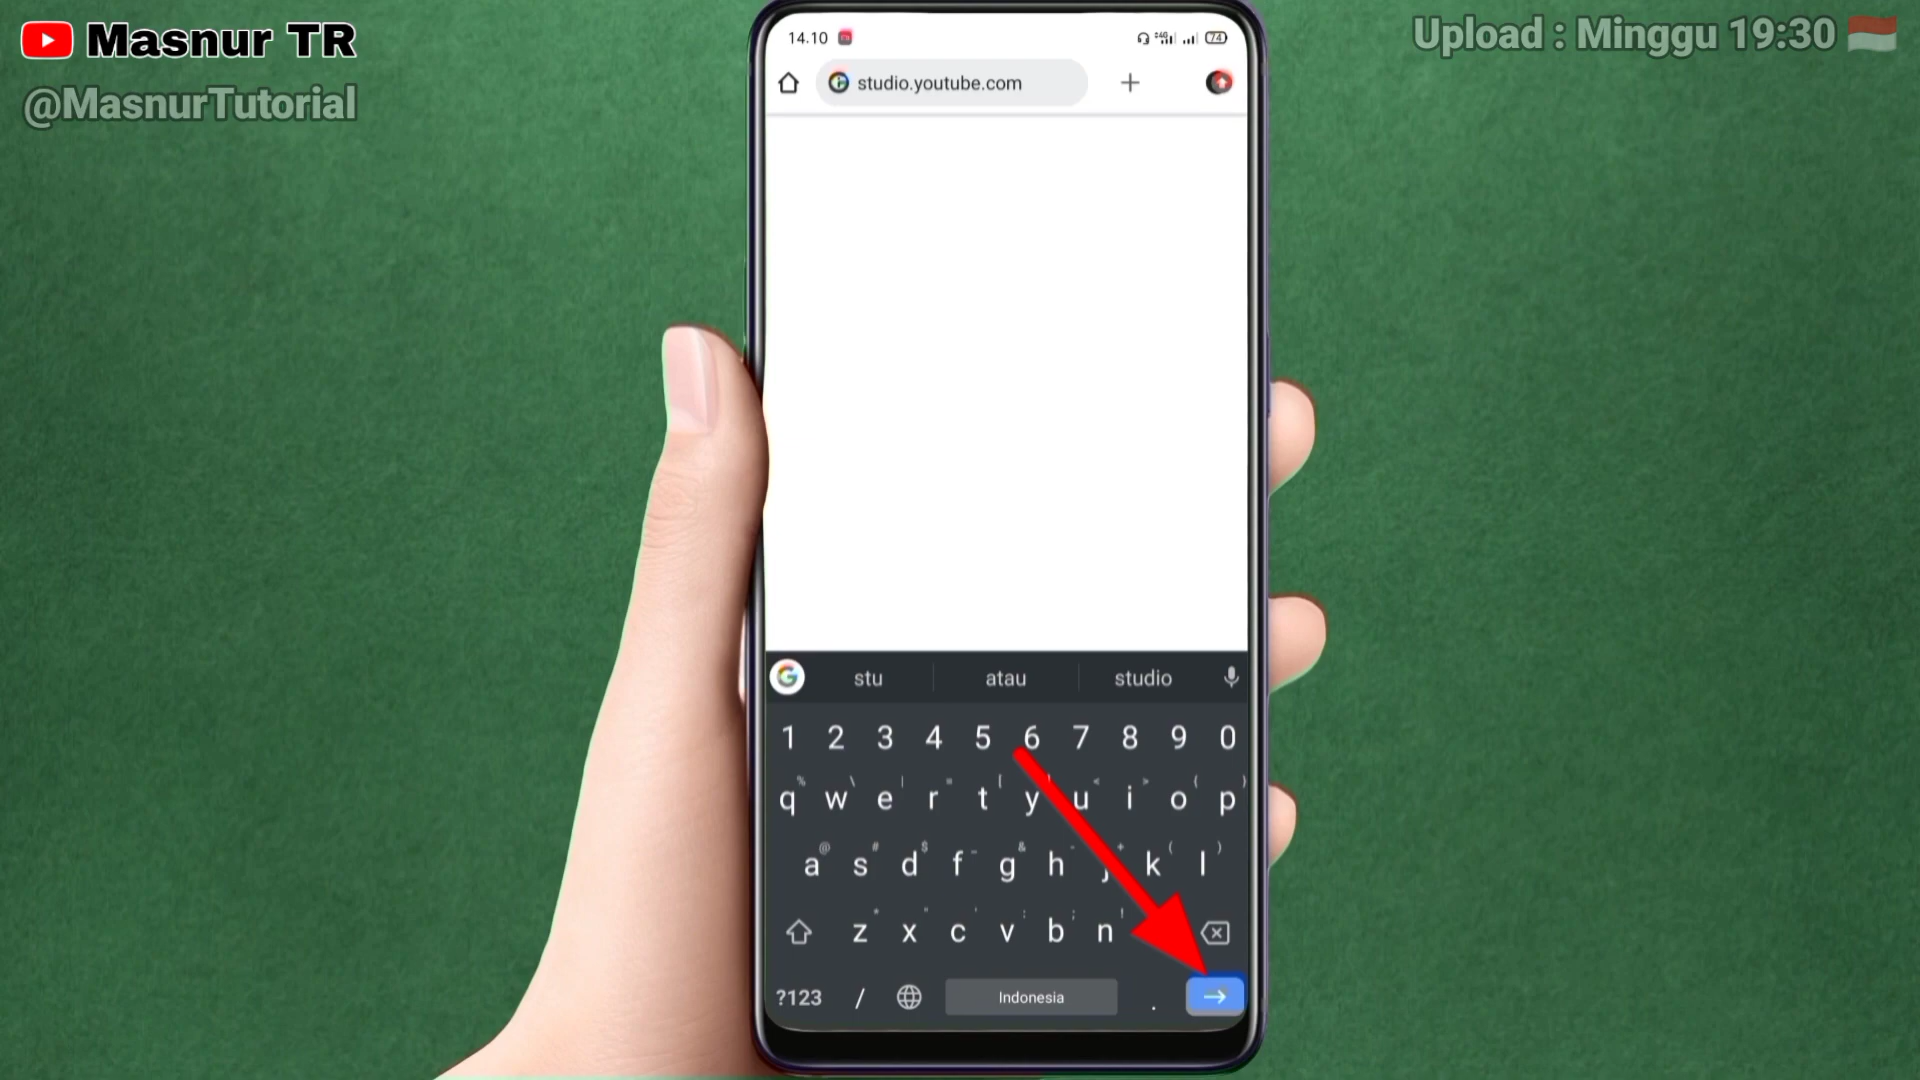 Masnur TR
@MasnurTutorial
Upload : Minggu 19:30
14.10
74
studio.youtube.com
stu atau studio
1 2 3 4 5 6 7 8 9 0
q w e r t y u i o p
a s d f g h j k l
z x c v b n
?123 / Indonesia .